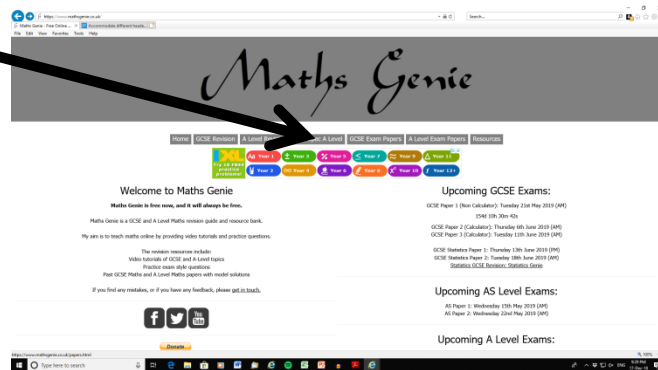 https://www.mathsgenie.co.uk/
Search...
Maths Genie - Free Online ...
Accommodate different heade...
File Edit View Favorites Tools Help
Maths Genie
Home GCSE Revision A Level A Level GCSE Exam Papers A Level Exam Papers Resources
IXL
Try 10 FREE practice problems!
Year 1 Year 3 Year 5 Year 7 Year 9 Year 11
Year 2 Year 4 Year 6 Year 8 Year 10 Year 12+
Welcome to Maths Genie
Maths Genie is free now, and it will always be free.
Maths Genie is a GCSE and A Level Maths revision guide and resource bank.
My aim is to teach maths online by providing video tutorials and practice questions.
The revision resources include:
Video tutorials of GCSE and A-Level topics
Practice exam style questions
Past GCSE Maths and A Level Maths papers with model solutions
If you find any mistakes, or if you have any feedback, please get in touch.
You
Tube
Donate
Upcoming GCSE Exams:
GCSE Paper 1 (Non Calculator): Tuesday 21st May 2019 (AM)
154d 10h 30m 42s
GCSE Paper 2 (Calculator): Thursday 6th June 2019 (AM)
GCSE Paper 3 (Calculator): Tuesday 11th June 2019 (AM)
GCSE Statistics Paper 1: Thursday 13th June 2019 (PM)
GCSE Statistics Paper 2: Tuesday 18th June 2019 (AM)
Statistics GCSE Revision: Statistics Genie
Upcoming AS Level Exams:
AS Paper 1: Wednesday 15th May 2019 (AM)
AS Paper 2: Wednesday 22nd May 2019 (AM)
Upcoming A Level Exams:
https://www.mathsgenie.co.uk/papers.html
100%
Type here to search
ENG